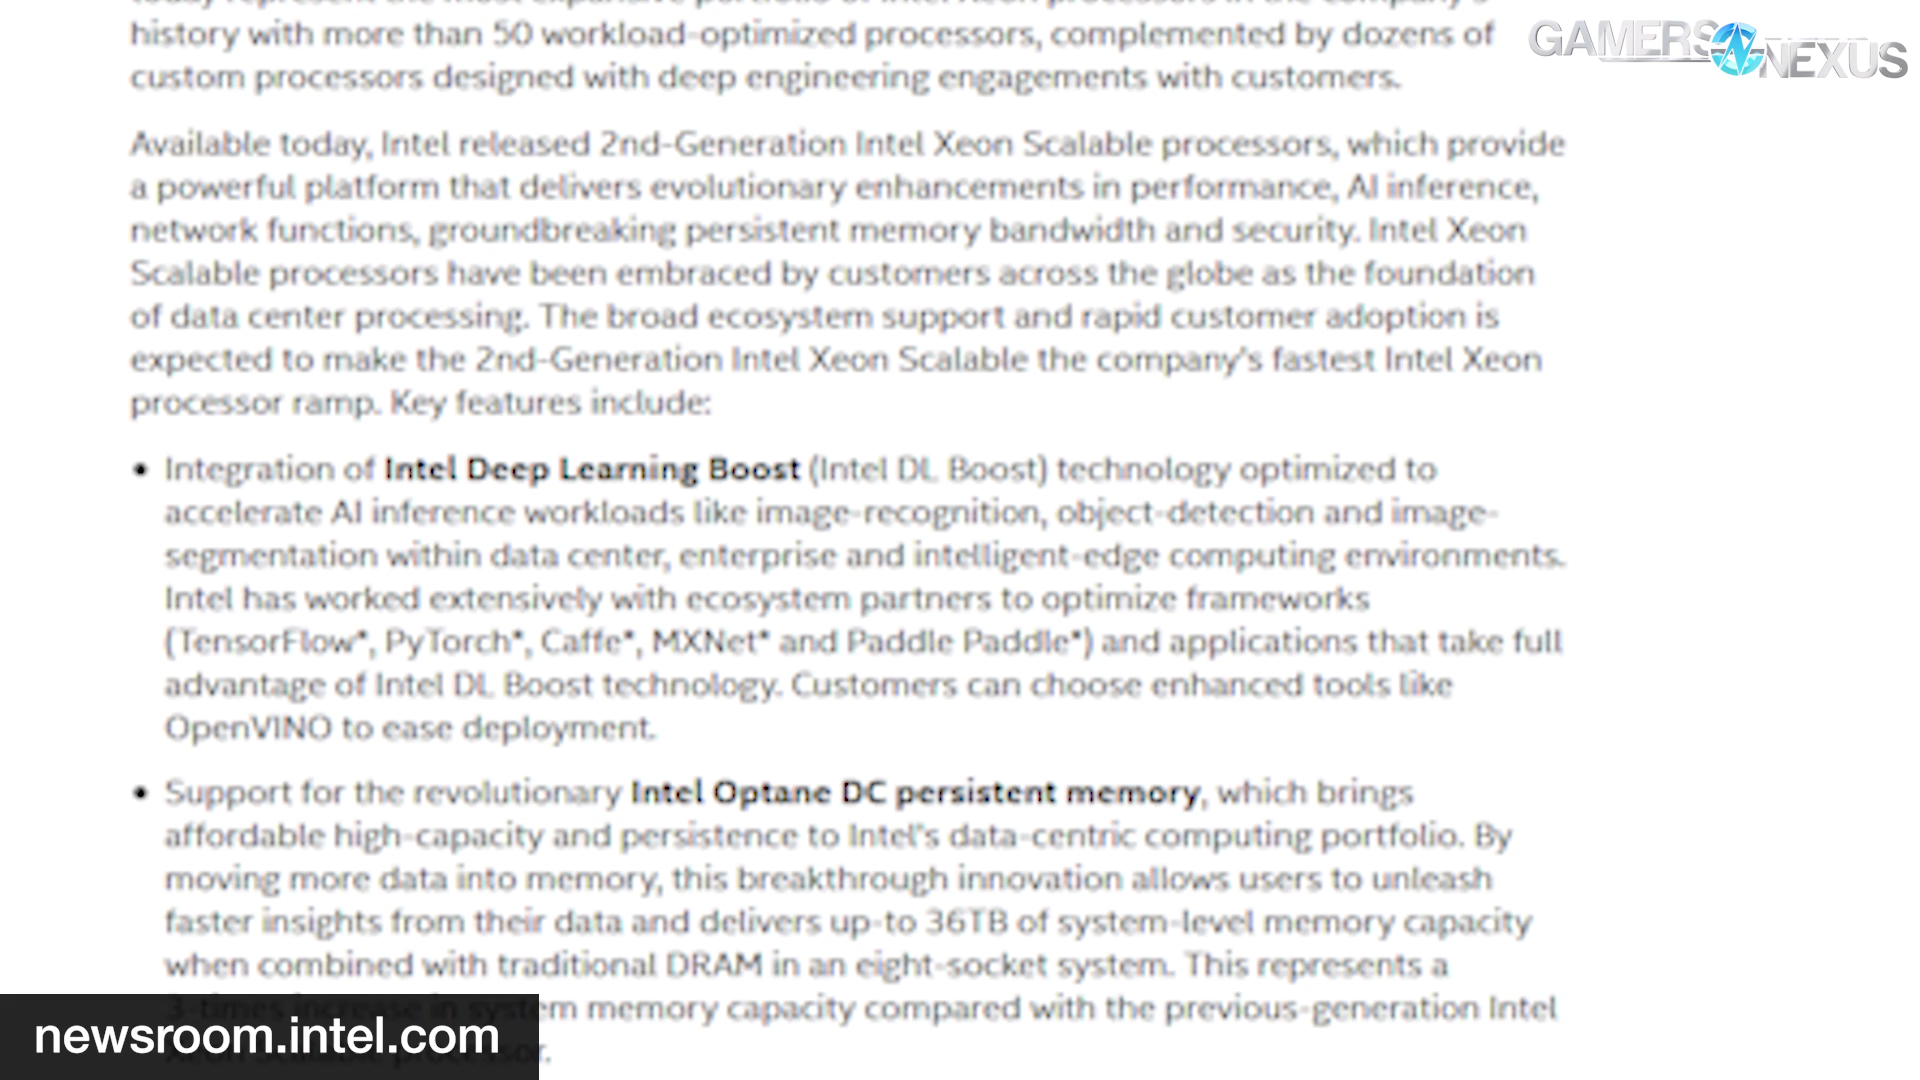 history with more than 50 workload-optimized processors, complemented by dozens of
custom processors designed with deep engineering engagements with customers.
GAMERS NEXUS
Available today, Intel released 2nd-Generation Intel Xeon Scalable processors, which provide
a powerful platform that delivers evolutionary enhancements in performance, AI inference,
network functions, groundbreaking persistent memory bandwidth and security. Intel Xeon
Scalable processors have been embraced by customers across the globe as the foundation
of data center processing. The broad ecosystem support and rapid customer adoption is
expected to make the 2nd-Generation Intel Xeon Scalable the company's fastest Intel Xeon
processor ramp. Key features include:
• Integration of Intel Deep Learning Boost (Intel DL Boost) technology optimized to
accelerate AI inference workloads like image-recognition, object-detection and image-
segmentation within data center, enterprise and intelligent-edge computing environments.
Intel has worked extensively with ecosystem partners to optimize frameworks
(TensorFlow*, PyTorch*, Caffe*, MXNet* and Paddle Paddle*) and applications that take full
advantage of Intel DL Boost technology. Customers can choose enhanced tools like
OpenVINO to ease deployment.
• Support for the revolutionary Intel Optane DC persistent memory, which brings
affordable high-capacity and persistence to Intel's data-centric computing portfolio. By
moving more data into memory, this breakthrough innovation allows users to unleash
faster insights from their data and delivers up-to 36TB of system-level memory capacity
when combined with traditional DRAM in an eight-socket system. This represents a
3-times increase in system memory capacity compared with the previous-generation Intel
newsroom.intel.com